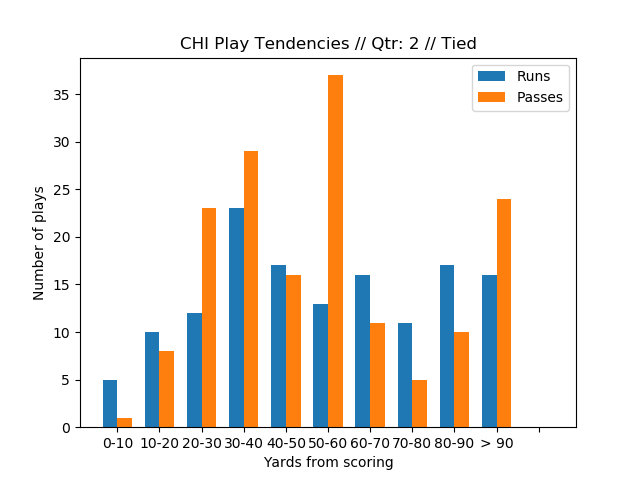 CHI Play Tendencies // Qtr: 2 // Tied
Runs
Passes
Number of plays
35
30
25
20
15
10
5
0
0-10 10-20 20-30 30-40 40-50 50-60 60-70 70-80 80-90 > 90
Yards from scoring